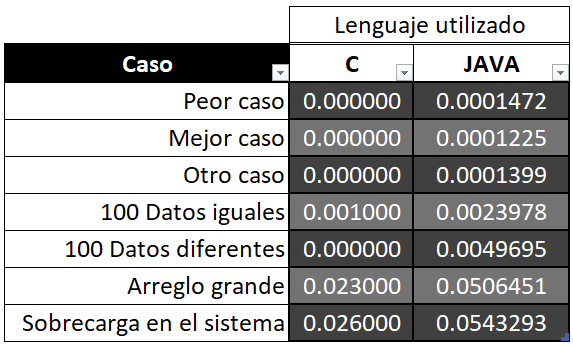 Lenguaje utilizado
Caso C JAVA
Peor caso 0.000000 0.0001472
Mejor caso 0.000000 0.0001225
Otro caso 0.000000 0.0001399
100 Datos iguales 0.001000 0.0023978
100 Datos diferentes 0.000000 0.0049695
Arreglo grande 0.023000 0.0506451
Sobrecarga en el sistema 0.026000 0.0543293